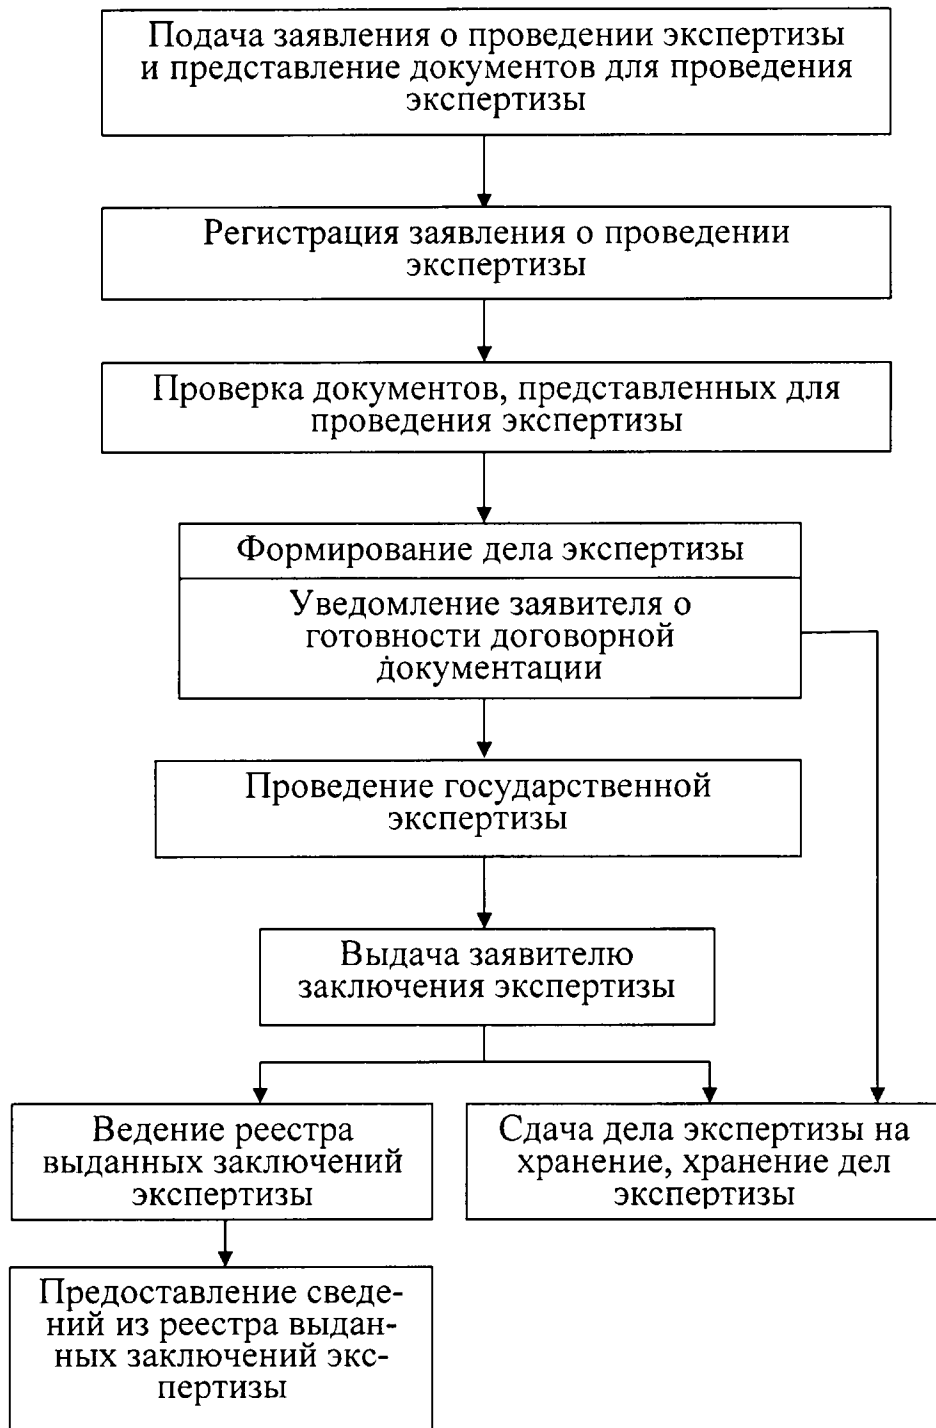 Подача заявления о проведении экспертизы
и представление документов для проведения
экспертизы
Регистрация заявления о проведении
экспертизы
Проверка документов, представленных для
проведения экспертизы
Формирование дела экспертизы
Уведомление заявителя о
готовности договорной
документации
Проведение государственной
экспертизы
Выдача заявителю
заключения экспертизы
Ведение реестра
выданных заключений
экспертизы
Сдача дела экспертизы на
хранение, хранение дел
экспертизы
Предоставление сведе-
ний из реестра выдан-
ных заключений экс-
пертизы